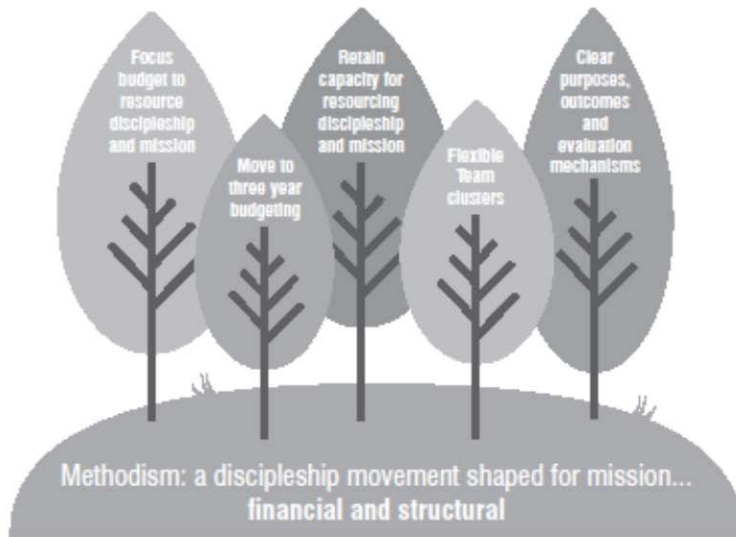 Focus
budget to
resource
discipleship
and mission
Move to
three year
budgeting
Retain
capacity for
resourcing
discipleship
and mission
Flexible
Team
clusters
Clear
purposes,
outcomes
and
evaluation
mechanisms
Methodism: a discipleship movement shaped for mission...
financial and structural